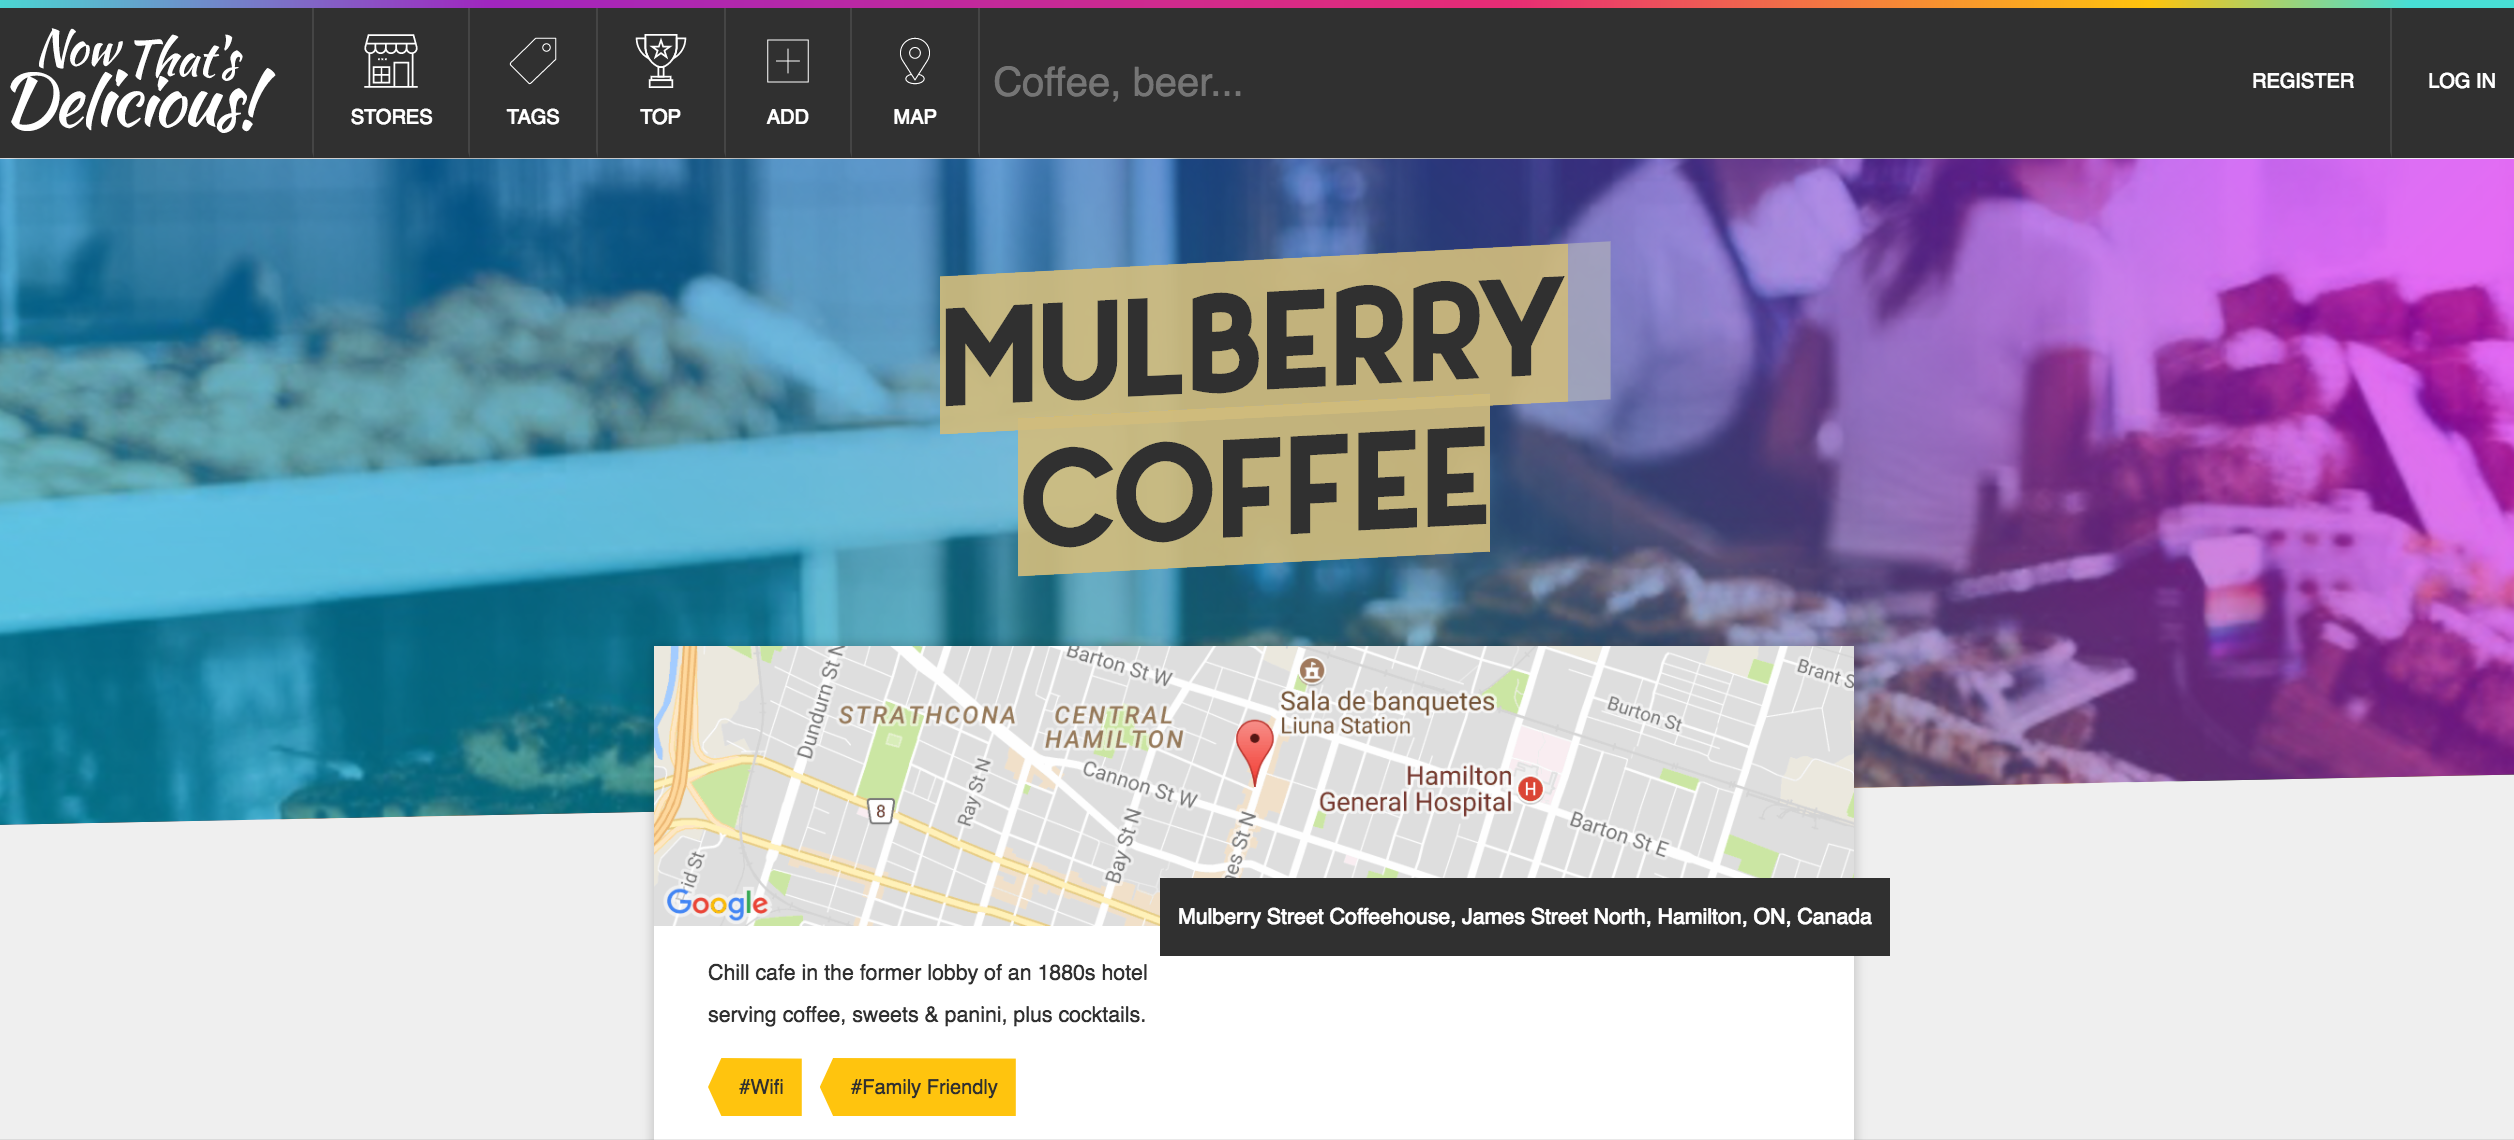 Now That's
Delicious!
STORES
TAGS
TOP
ADD
MAP
Coffee, beer...
REGISTER
LOG IN
MULBERRY
COFFEE
Barton St W
Brant S
Dundurn St N
STRATHCONA
CENTRAL
HAMILTON
Sala de banquetes
Liuna Station
Burton St
Ray St N
Cannon St W
Hamilton
General Hospital
H
8
Bay St N
nes St N
Barton St E
id St
Google
Mulberry Street Coffeehouse, James Street North, Hamilton, ON, Canada
Chill cafe in the former lobby of an 1880s hotel
serving coffee, sweets & panini, plus cocktails.
#Wifi
#Family Friendly